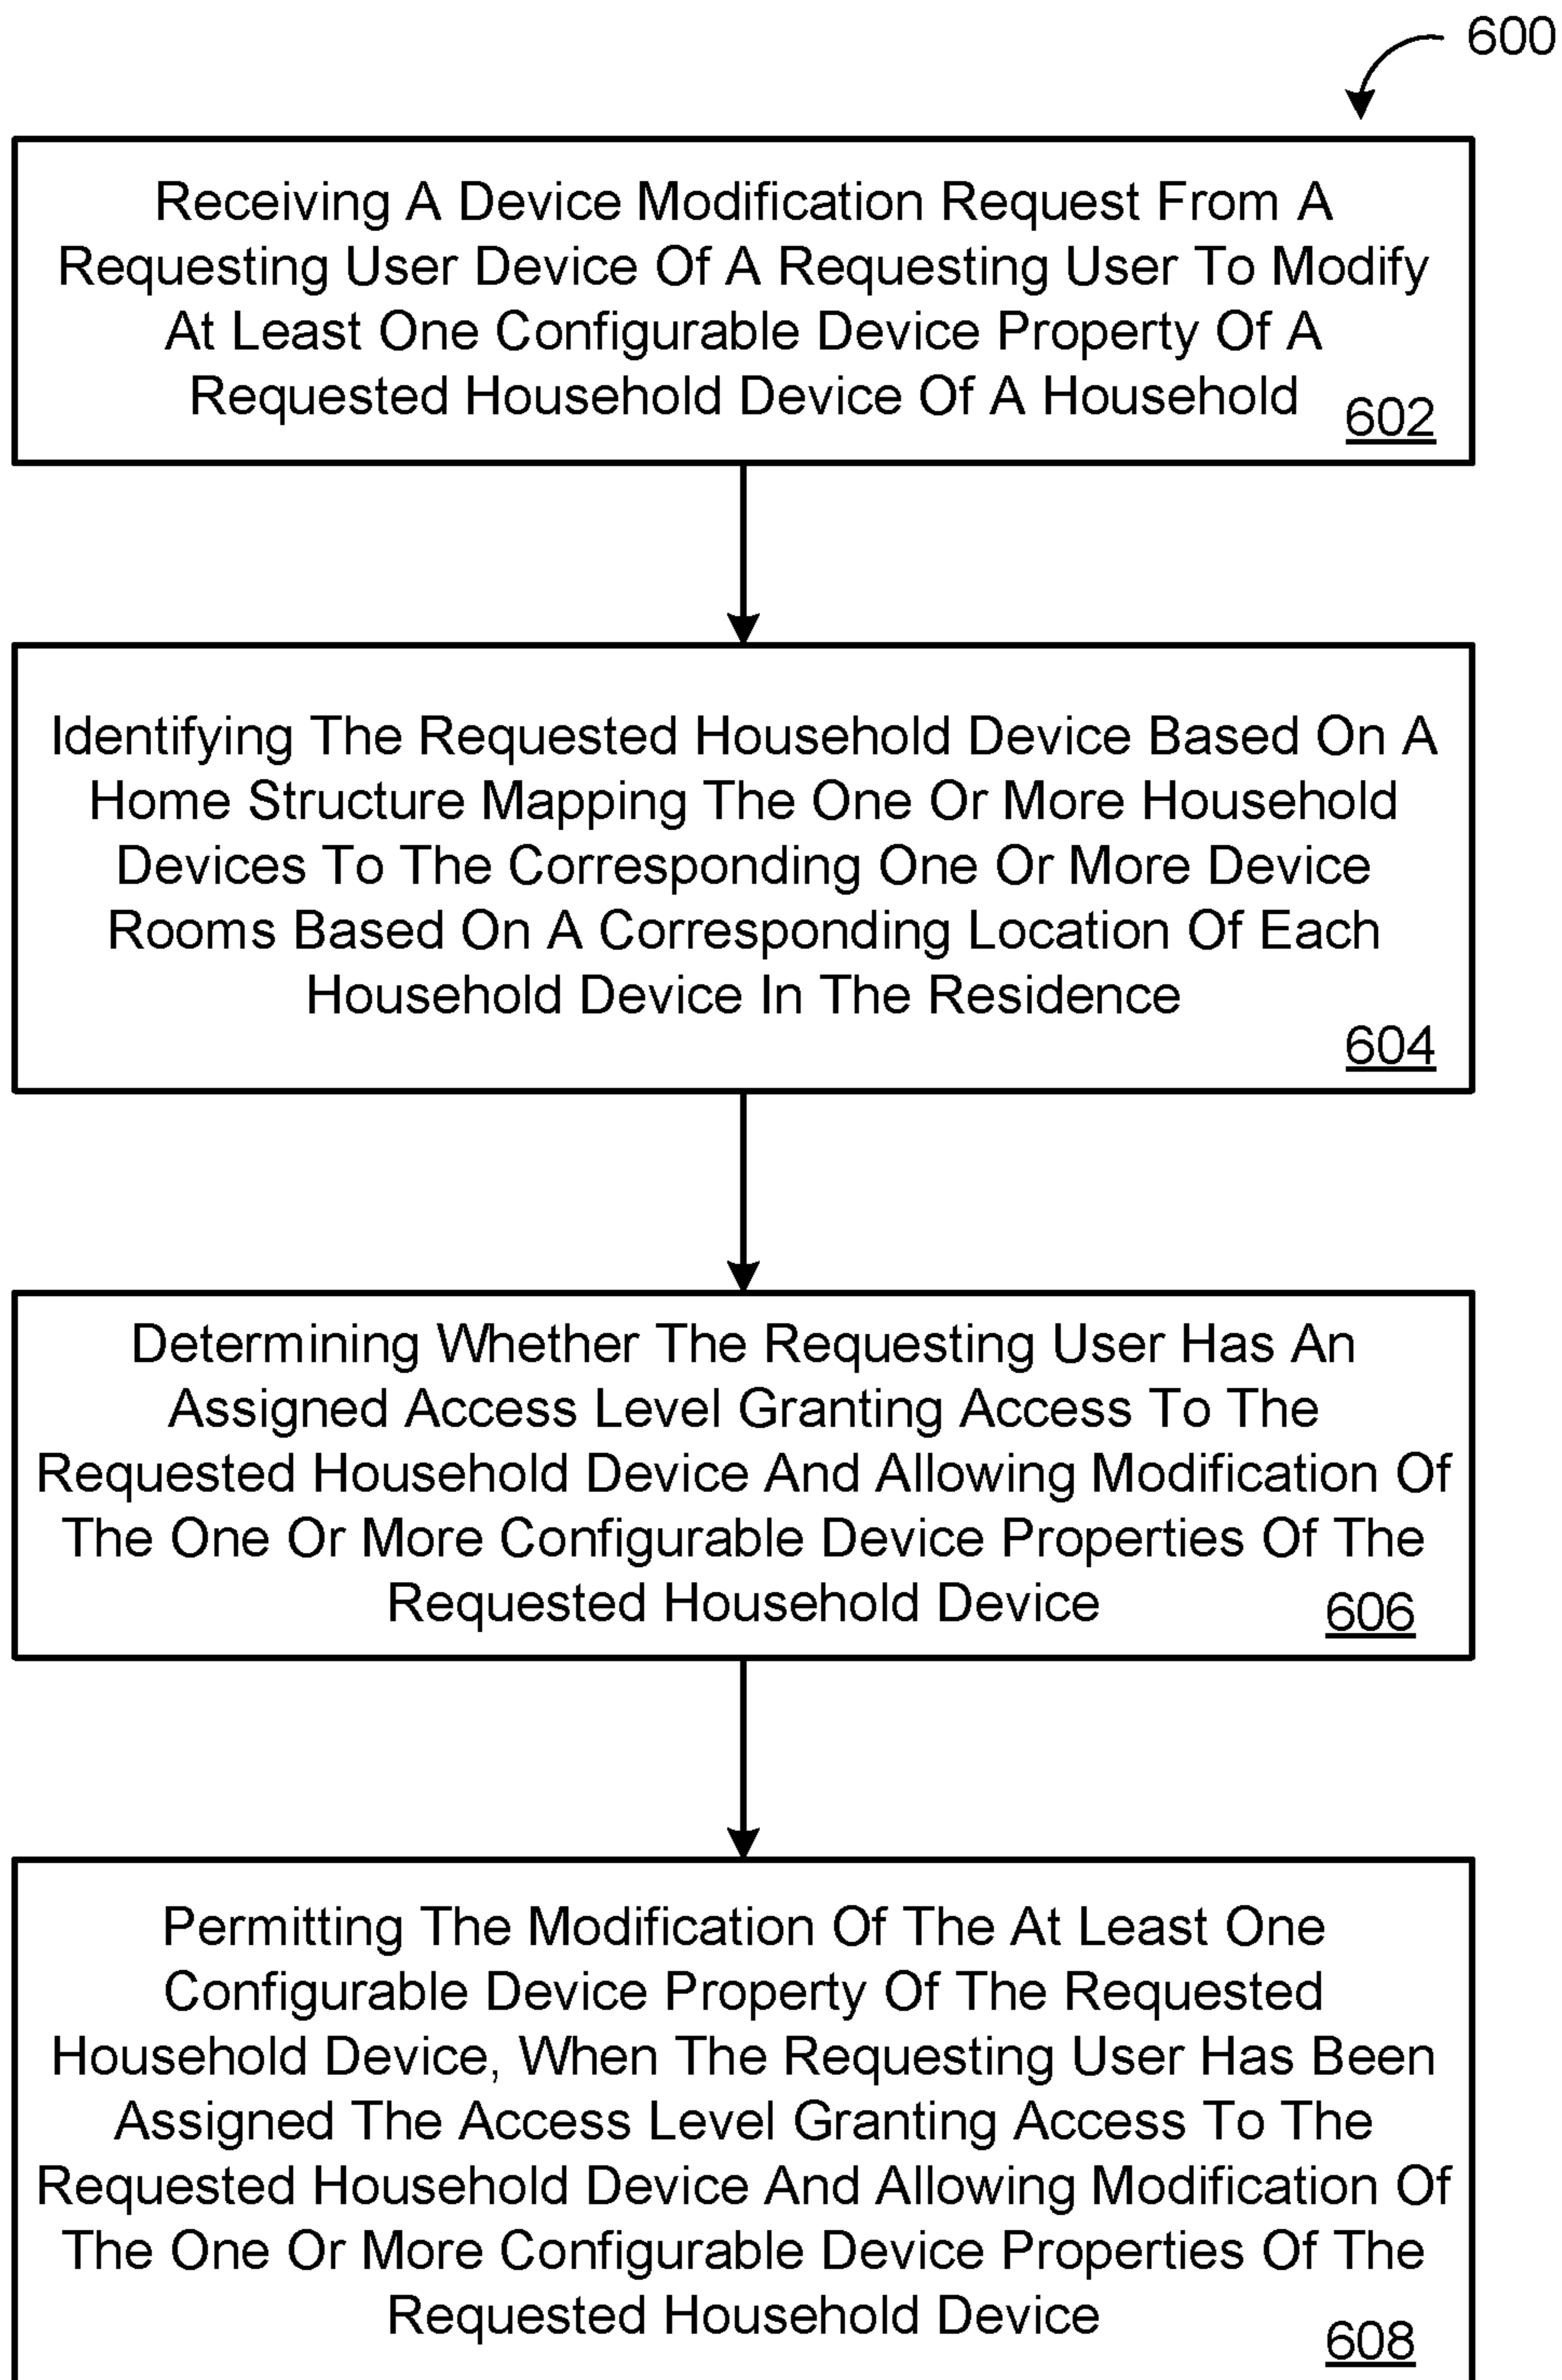 600
Receiving A Device Modification Request From A
Requesting User Device Of A Requesting User To Modify
At Least One Configurable Device Property Of A
Requested Household Device Of A Household
602
Identifying The Requested Household Device Based On A
Home Structure Mapping The One Or More Household
Devices To The Corresponding One Or More Device
Rooms Based On A Corresponding Location Of Each
Household Device In The Residence
604
Determining Whether The Requesting User Has An
Assigned Access Level Granting Access To The
Requested Household Device And Allowing Modification Of
The One Or More Configurable Device Properties Of The
Requested Household Device
606
Permitting The Modification Of The At Least One
Configurable Device Property Of The Requested
Household Device, When The Requesting User Has Been
Assigned The Access Level Granting Access To The
Requested Household Device And Allowing Modification Of
The One Or More Configurable Device Properties Of The
Requested Household Device
608